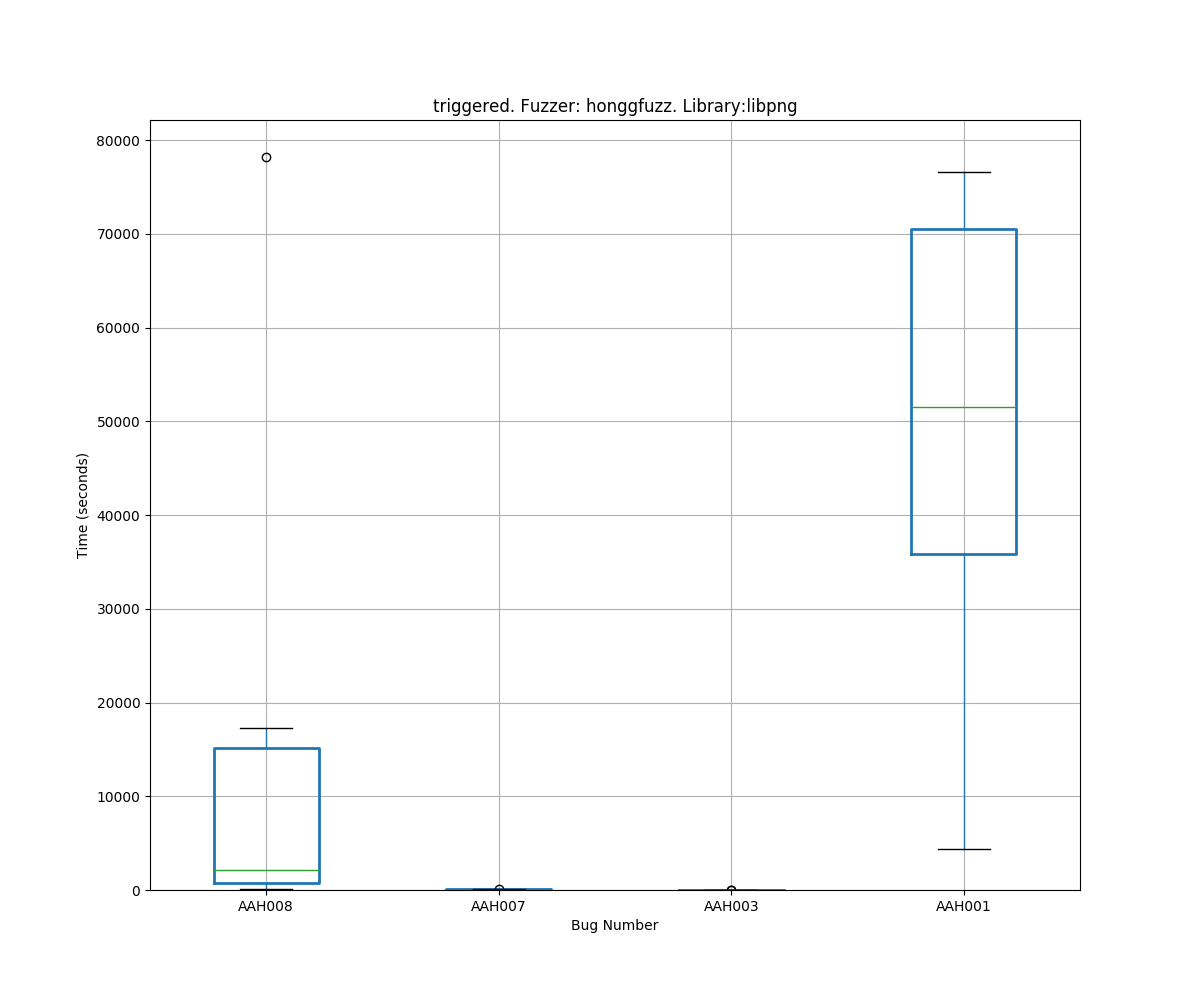 triggered. Fuzzer: honggfuzz. Library:libpng
80000
70000
60000
50000
40000
30000
20000
10000
0
Time (seconds)
AAH008 AAH007 AAH003 AAH001
Bug Number